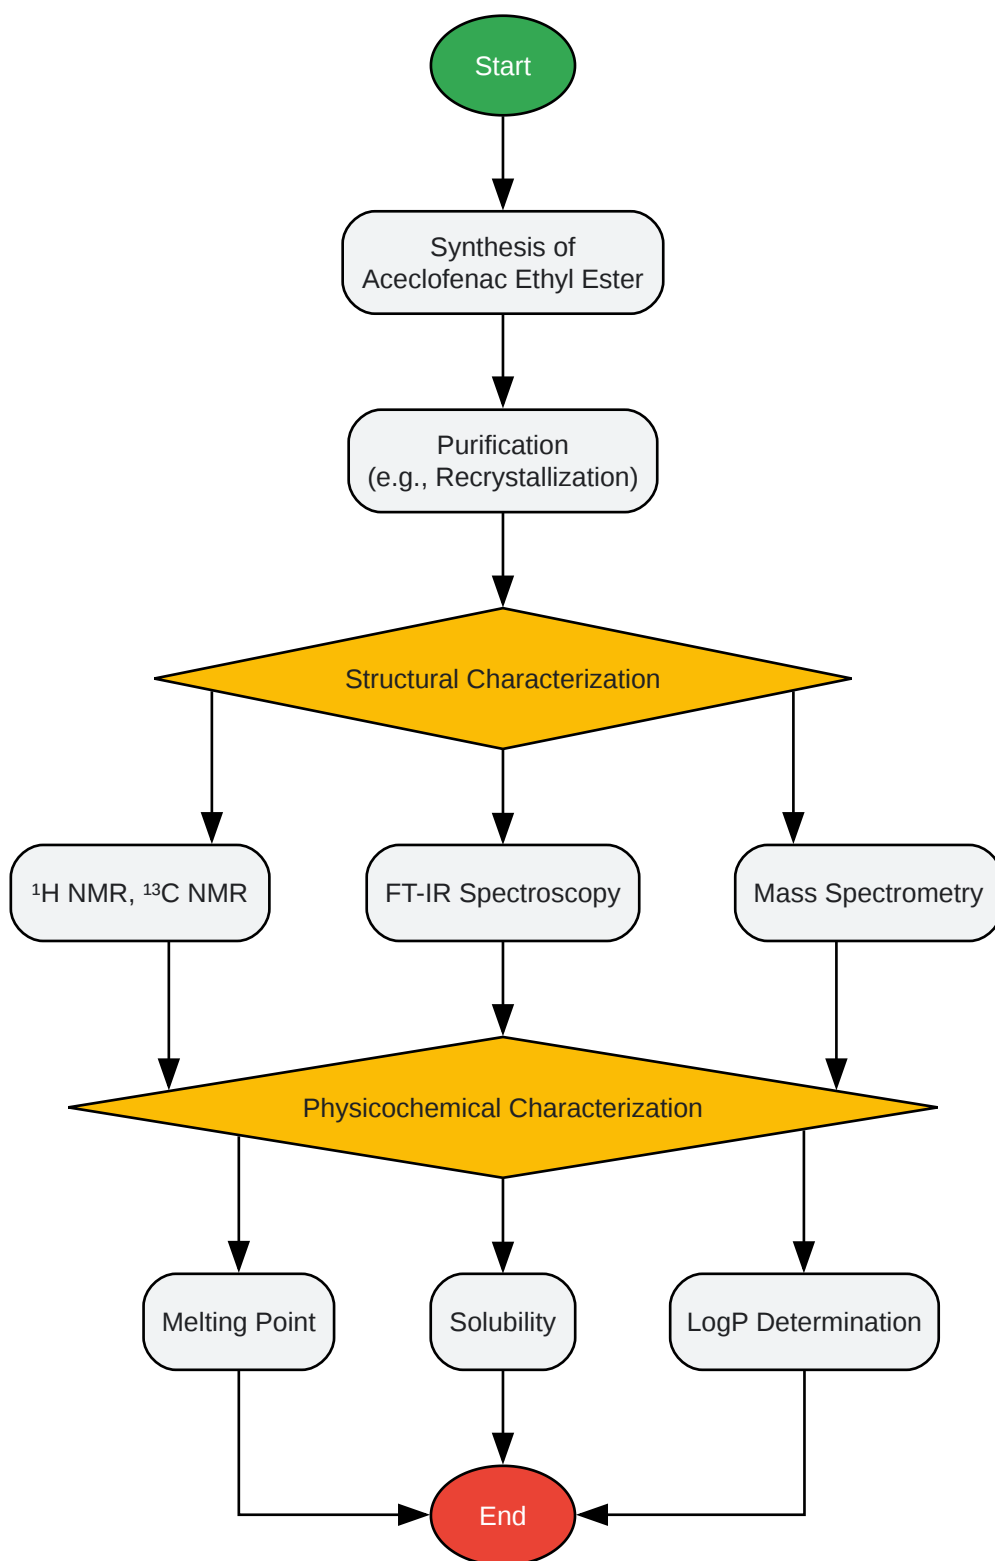 Start
Synthesis of
Aceclofenac Ethyl Ester
Purification
(e.g., Recrystallization)
Structural Characterization
¹H NMR, ¹³C NMR
FT-IR Spectroscopy
Mass Spectrometry
Physicochemical Characterization
Melting Point
Solubility
LogP Determination
End